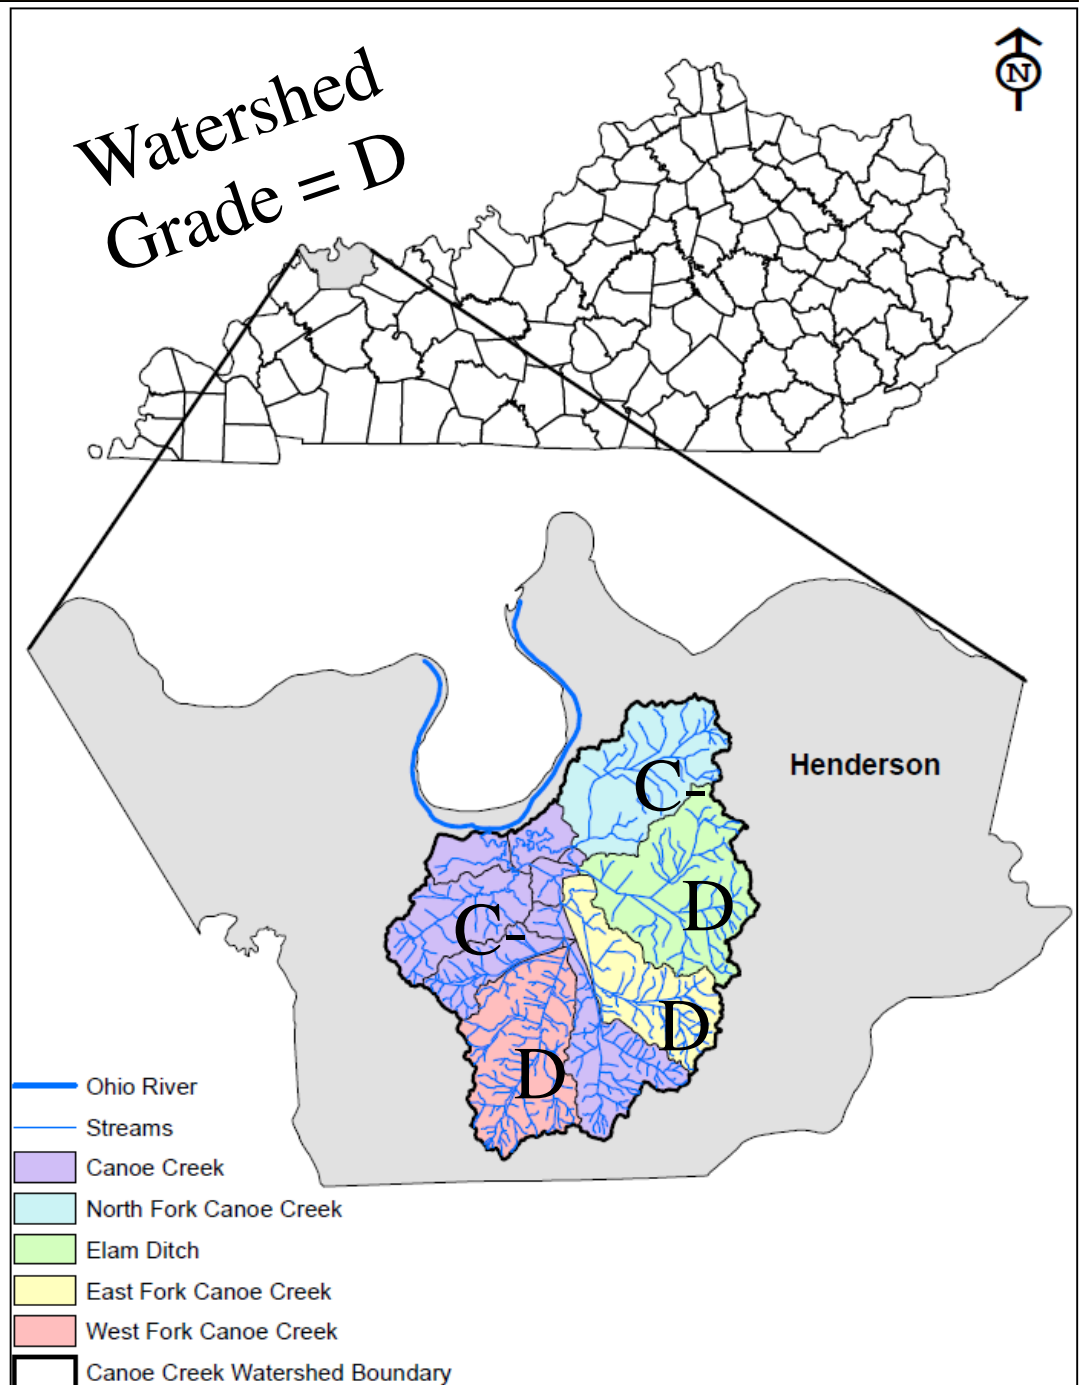 Watershed
Grade = D
N
Henderson
C-
D
C-
D
D
Ohio River
Streams
Canoe Creek
North Fork Canoe Creek
Elam Ditch
East Fork Canoe Creek
West Fork Canoe Creek
Canoe Creek Watershed Boundary